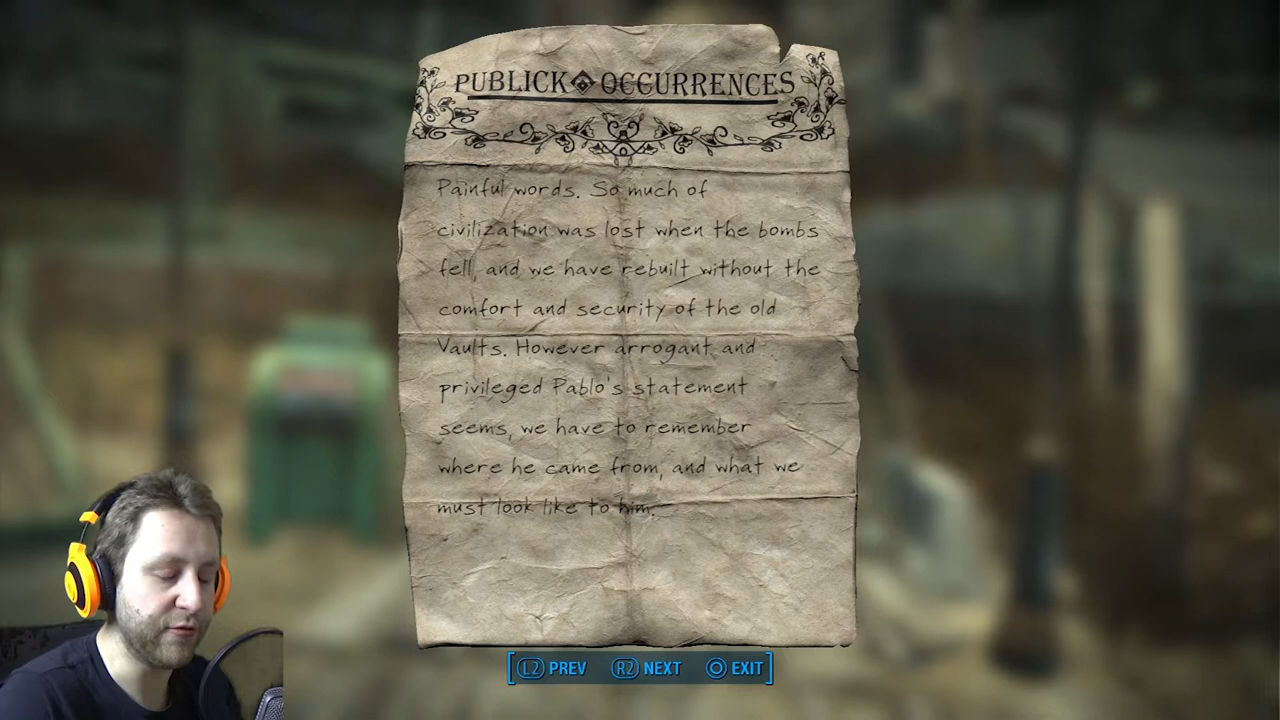 PUBLICK OCCURRENCES
Painful words. So much of
civilization was lost when the bombs
fell, and we have rebuilt without the
comfort and security of the old
Vaults. However arrogant and
privileged Pablo's statement
seems, we have to remember
where he came from, and what we
must look like to him.
L2 PREV R2 NEXT EXIT